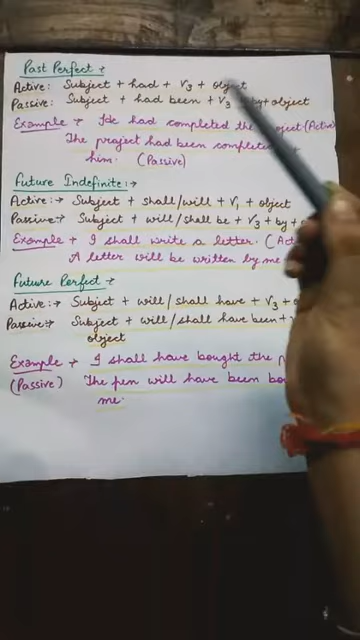 Past Perfect :-
Active: Subject + had + V3 + object
Passive: Subject + had been + V3 + by + object
Example → He had completed the project (Active)
The project had been completed
him. (Passive)
Future Indefinite :→
Active :→ Subject + shall/will + V1 + object
Passive:→ Subject + will/shall be + V3 + by +
Example → I shall write a letter. (
A letter will be written by me
Future Perfect →
Active :→ Subject + will/shall have + V3 +
Passive:→ Subject + will/shall have been +
object
Example → I shall have bought the
(Passive) The pen will have been
me.